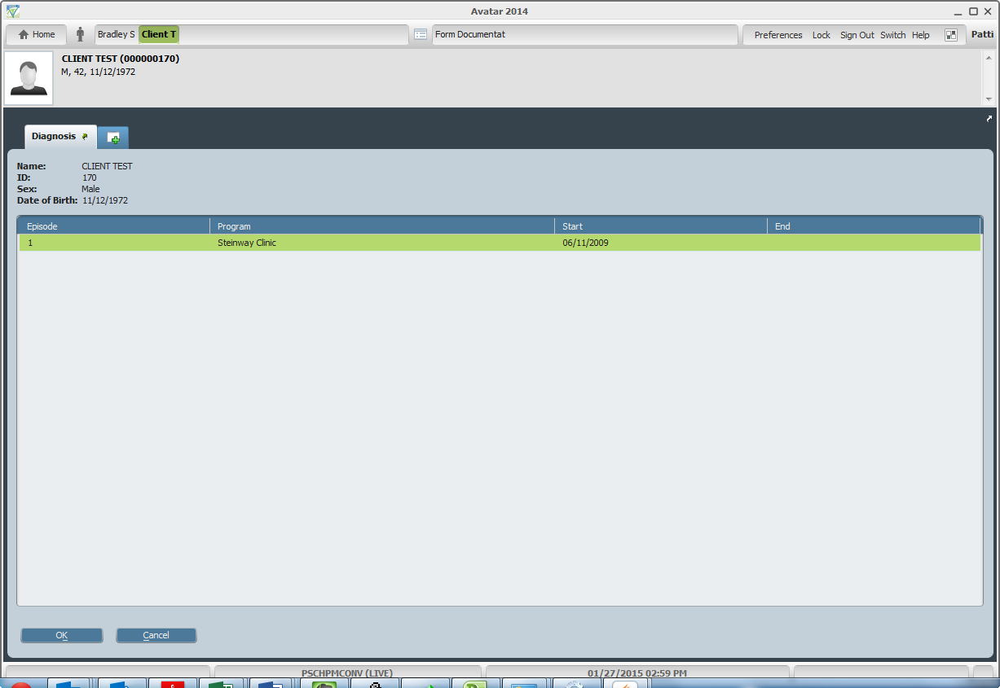 Avatar 2014
Home Bradley S Client T Form Documentat Preferences Lock Sign Out Switch Help Patti
CLIENT TEST (000000170)
M, 42, 11/12/1972
Diagnosis
Name: CLIENT TEST
ID: 170
Sex: Male
Date of Birth: 11/12/1972
Episode Program Start End
1 Steinway Clinic 06/11/2009
OK Cancel
PSCHPMCONV (LIVE) 01/27/2015 02:59 PM